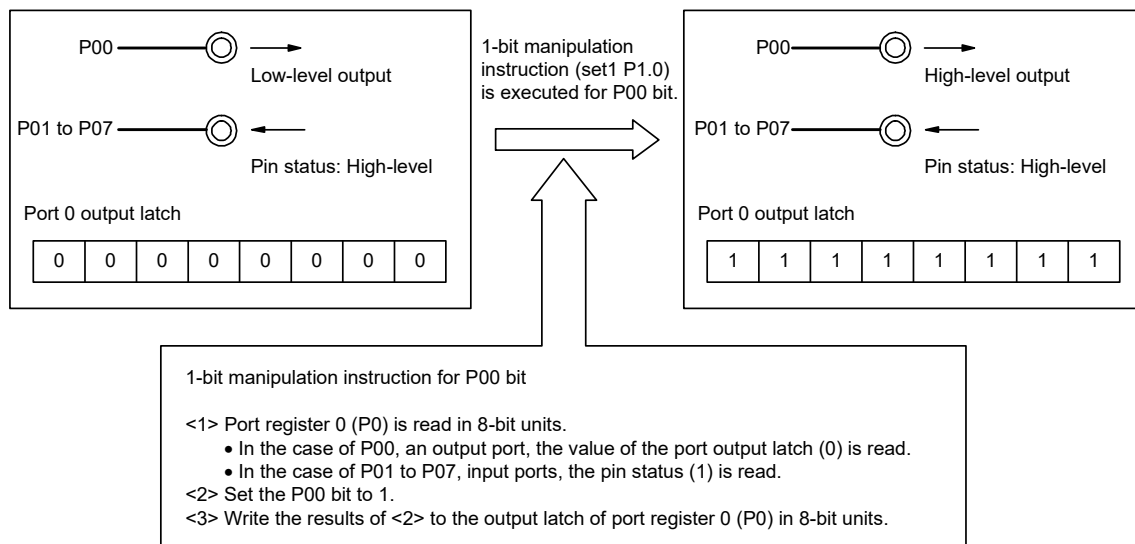 P00
Low-level output
P01 to P07
Pin status: High-level
Port 0 output latch
0 0 0 0 0 0 0 0
1-bit manipulation
instruction (set1 P1.0)
is executed for P00 bit.
P00
High-level output
P01 to P07
Pin status: High-level
Port 0 output latch
1 1 1 1 1 1 1 1
1-bit manipulation instruction for P00 bit
<1> Port register 0 (P0) is read in 8-bit units.
• In the case of P00, an output port, the value of the port output latch (0) is read.
• In the case of P01 to P07, input ports, the pin status (1) is read.
<2> Set the P00 bit to 1.
<3> Write the results of <2> to the output latch of port register 0 (P0) in 8-bit units.